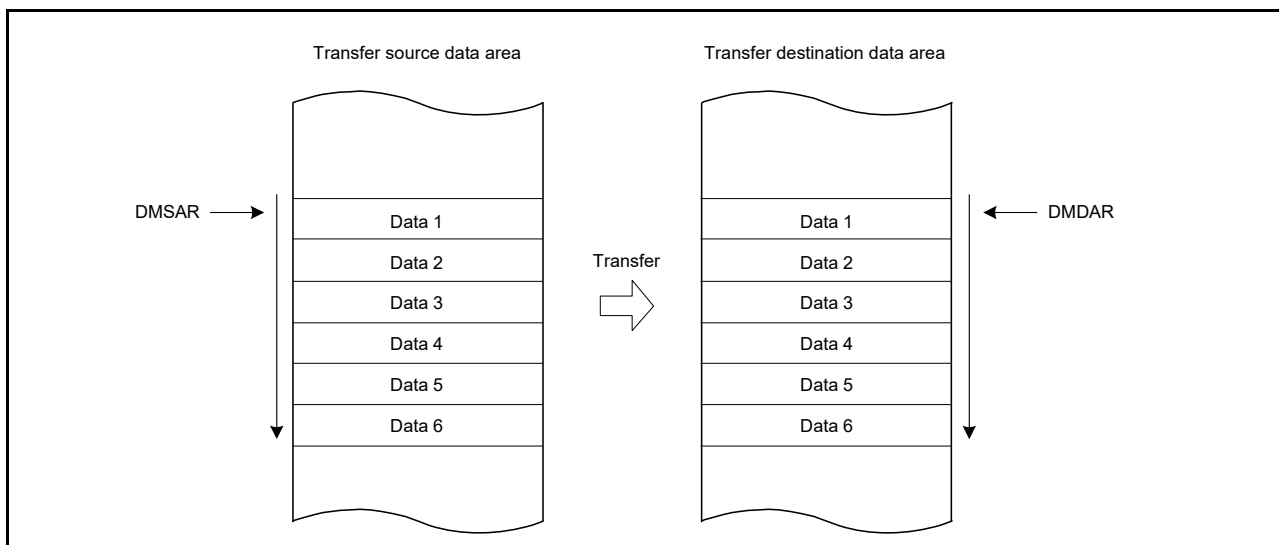 Transfer source data area
Transfer destination data area
DMSAR
Data 1
Data 2
Data 3
Data 4
Data 5
Data 6
Transfer
Data 1
Data 2
Data 3
Data 4
Data 5
Data 6
DMDAR